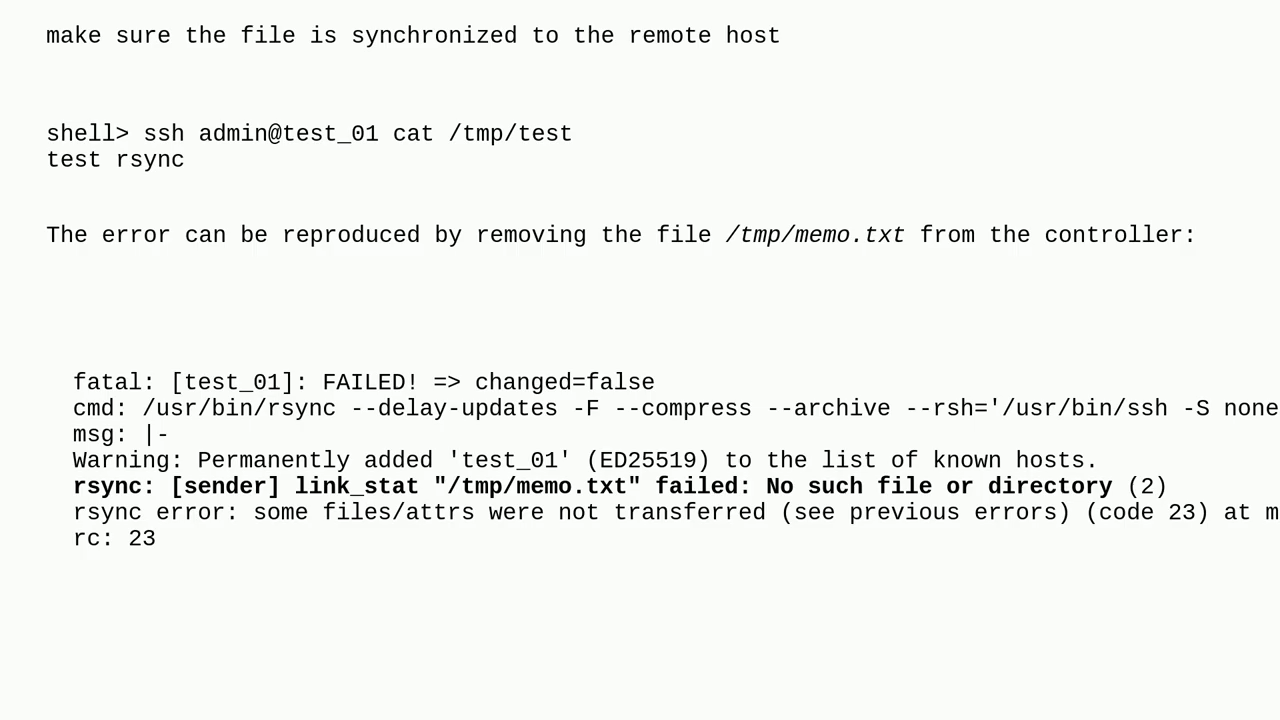 make sure the file is synchronized to the remote host
shell> ssh admin@test_01 cat /tmp/test
test rsync
The error can be reproduced by removing the file /tmp/memo.txt from the controller:
fatal: [test_01]: FAILED! => changed=false
cmd: /usr/bin/rsync --delay-updates -F --compress --archive --rsh='/usr/bin/ssh -S none
msg: |-
Warning: Permanently added 'test_01' (ED25519) to the list of known hosts.
rsync: [sender] link_stat "/tmp/memo.txt" failed: No such file or directory (2)
rsync error: some files/attrs were not transferred (see previous errors) (code 23) at m
rc: 23